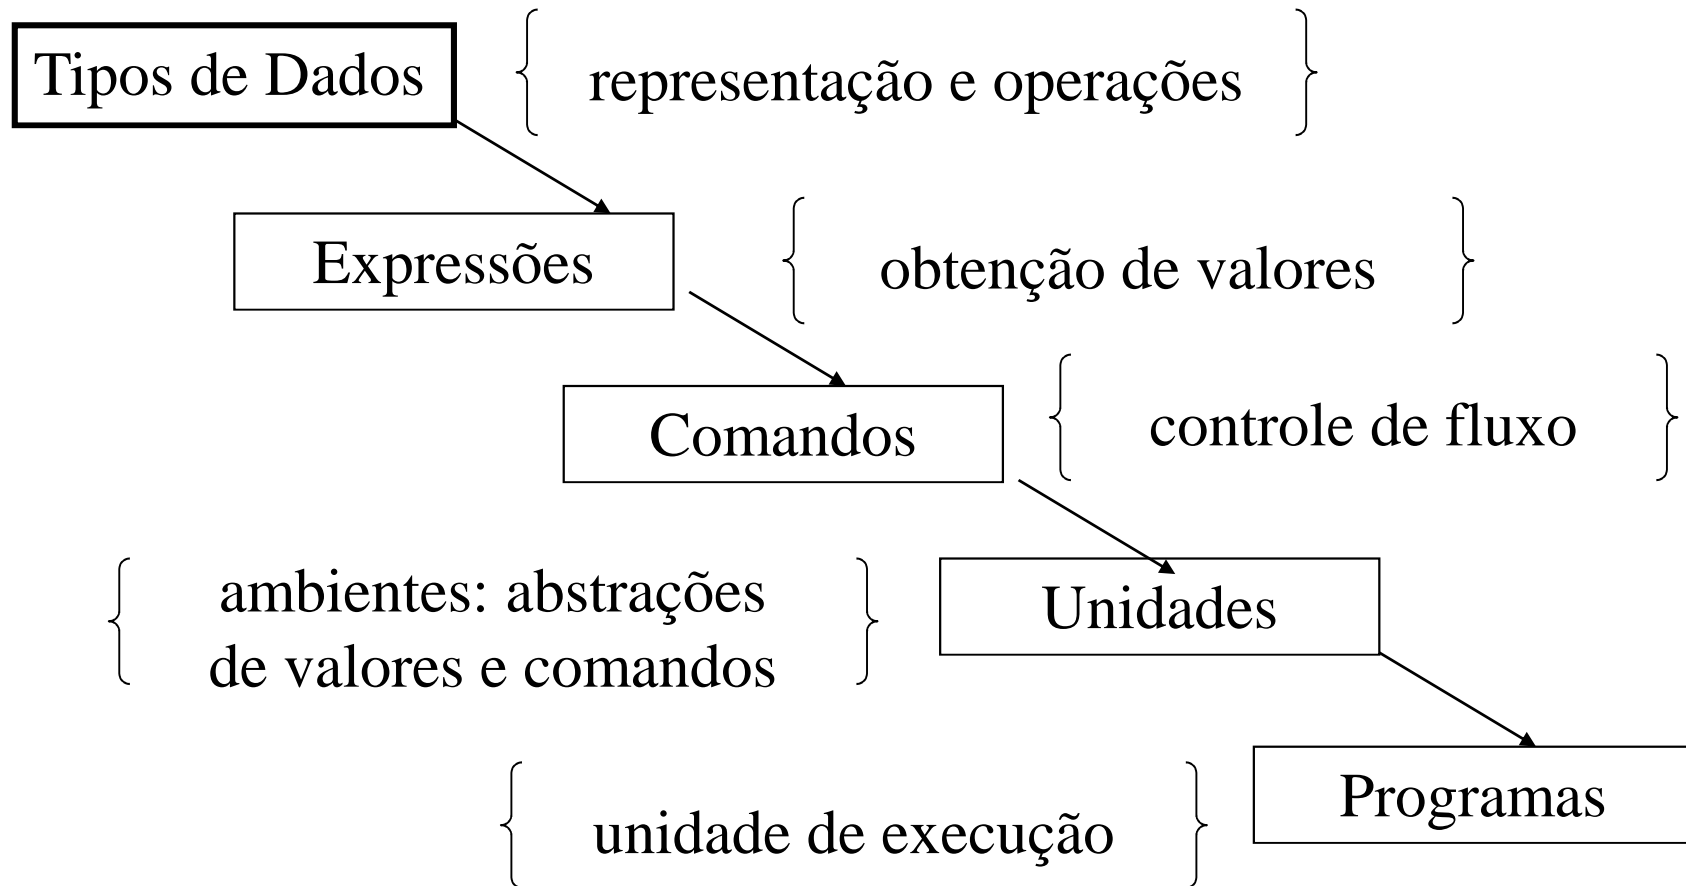 Tipos de Dados
representação e operações
Expressões
obtenção de valores
Comandos
controle de fluxo
ambientes: abstrações
de valores e comandos
Unidades
Programas
unidade de execução